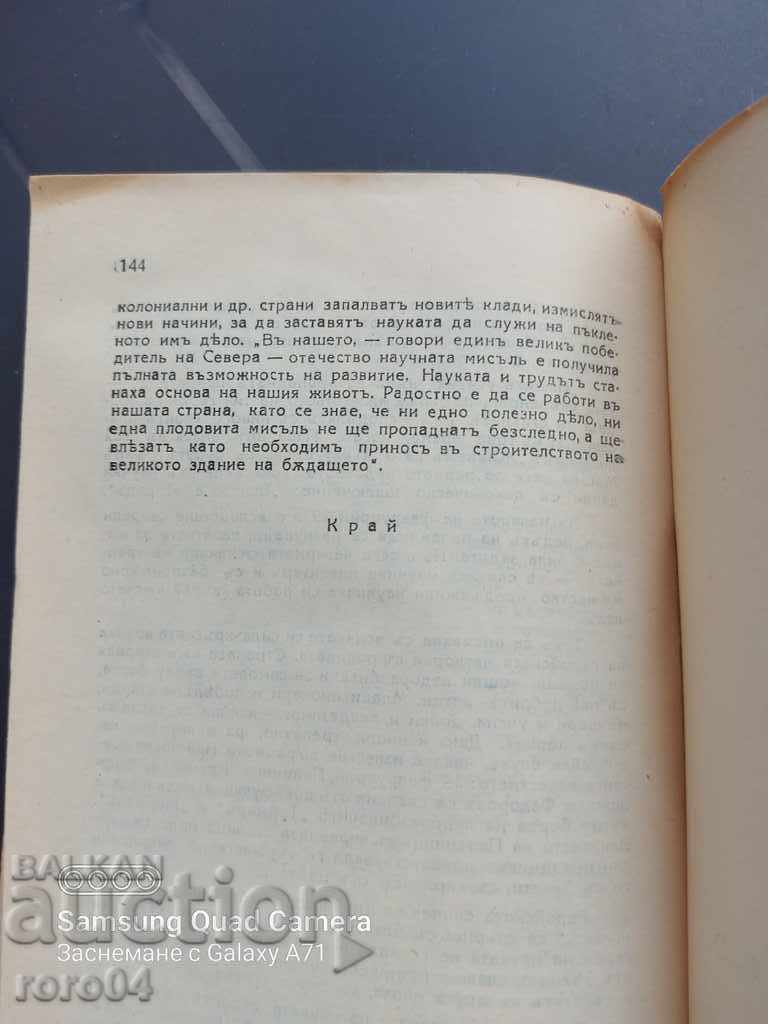 144
колониални и др. страни запалватъ новитѣ клади, измислятъ
нови начини, за да заставятъ науката да служи на пъкле-
ното имъ дѣло. „Въ нашето, — говори единъ великъ побе-
дитель на Севера — отечество научната мисъль е получила
пълната възможность на развитие. Науката и трудътъ ста-
наха основа на нашия животъ. Радостно е да се работи въ
нашата страна, като се знае, че ни едно полезно дѣло, ни
една плодовита мисъль не ще пропаднатъ безследно, а ще
влѣзатъ като необходимъ приносъ въ строителството на
великото здание на бѫдащето“.
Край
BALKAN
auction
Samsung Quad Camera
Заснемане с Galaxy A71
roro04